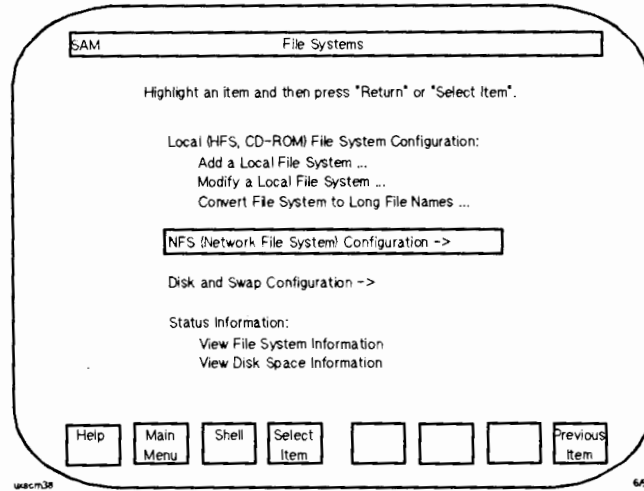 SAM File Systems
Highlight an item and then press "Return" or "Select Item".
Local (HFS, CD-ROM) File System Configuration:
Add a Local File System ...
Modify a Local File System ...
Convert File System to Long File Names ...
NFS (Network File System) Configuration ->
Disk and Swap Configuration ->
Status Information:
View File System Information
View Disk Space Information
Help Main Menu Shell Select Item Previous Item
uxscm38